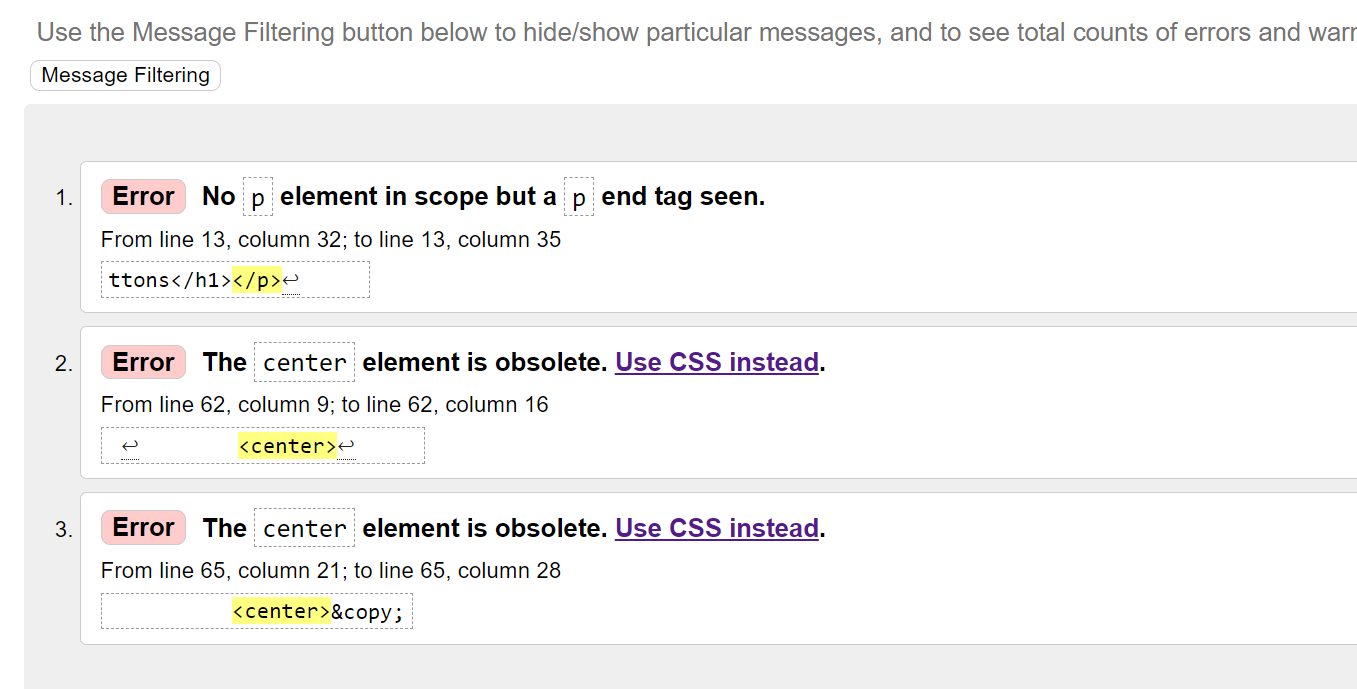 Use the Message Filtering button below to hide/show particular messages, and to see total counts of errors and
Message Filtering
1. Error No p element in scope but a p end tag seen.
From line 13, column 32; to line 13, column 35
ttons</h1></p>↩
2. Error The center element is obsolete. Use CSS instead.
From line 62, column 9; to line 62, column 16
↩ <center>↩
3. Error The center element is obsolete. Use CSS instead.
From line 65, column 21; to line 65, column 28
<center>&copy;